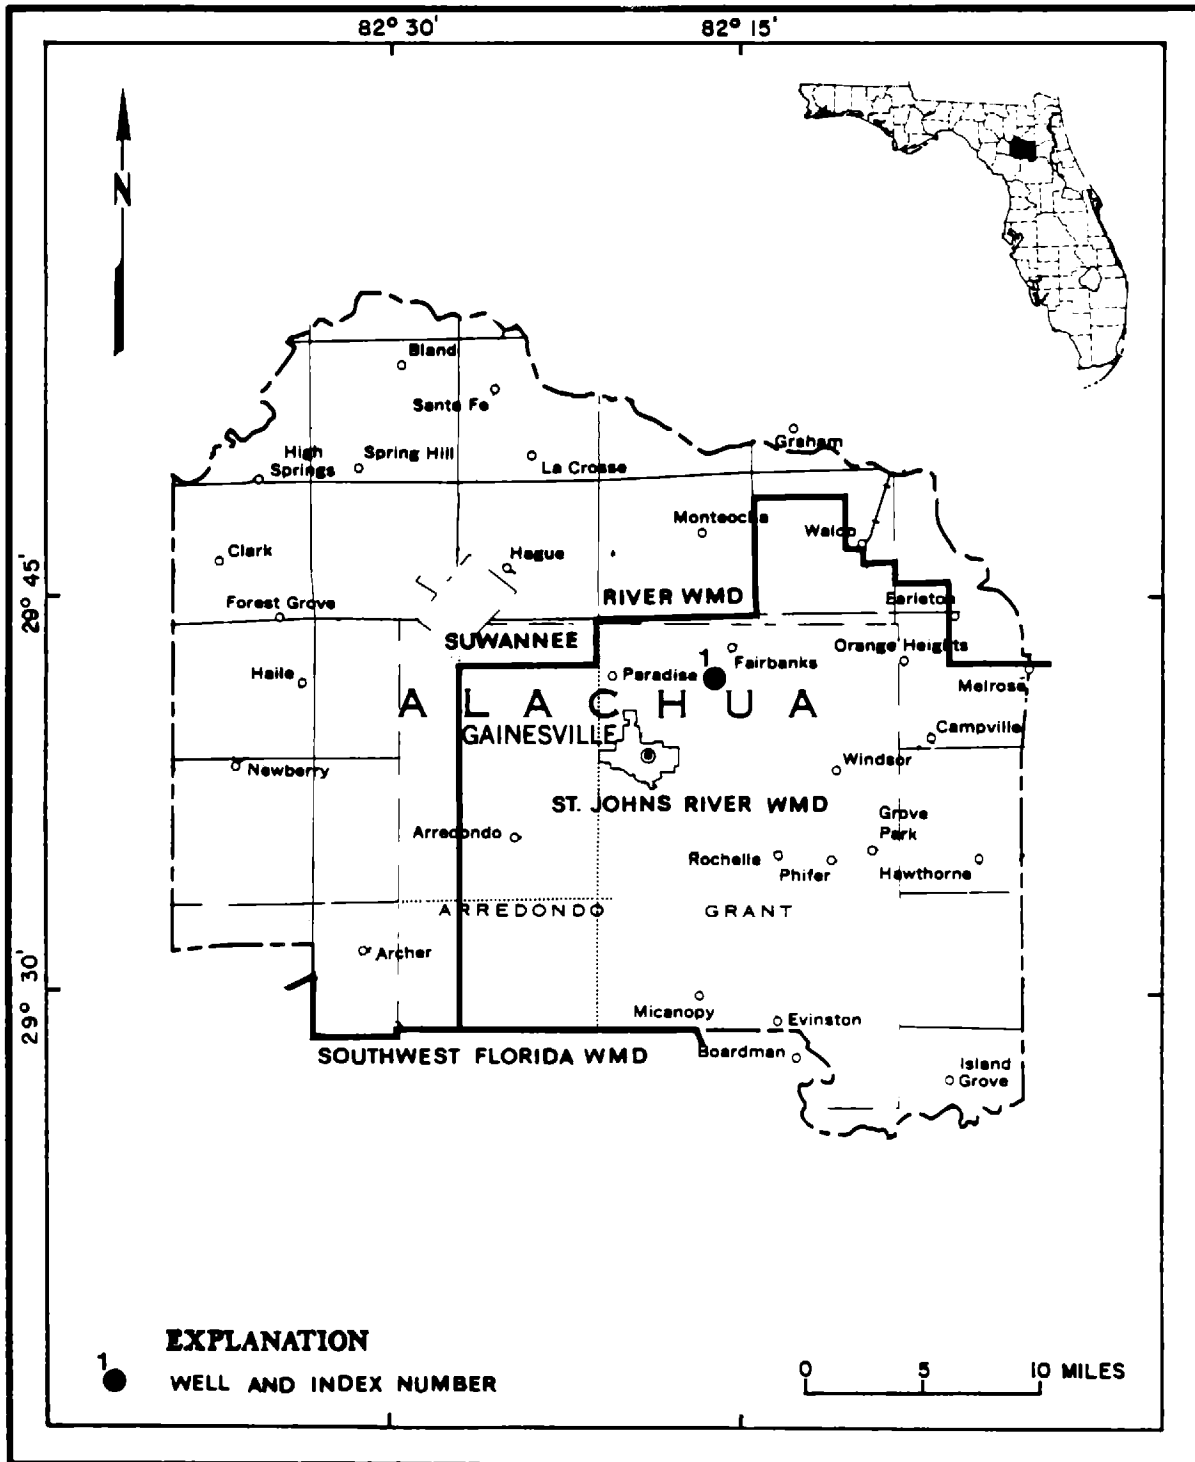 82° 30'
82° 15'
N
Bland
Santa Fe
Graham
High
Springs
Spring Hill
La Crosse
Monteocha
Waldo
Clark
Hague
29° 45'
Forest Grove
RIVER WMD
Earleton
SUWANNEE
Orange Heights
Haile
Paradise
1
Fairbanks
Melrose
ALACHUA
GAINESVILLE
Campville
Newberry
Windsor
ST. JOHNS RIVER WMD
Arredondo
Grove
Park
Rochelle
Phifer
Hawthorne
ARREDONDO GRANT
Archer
29° 30'
Micanopy
Evinston
SOUTHWEST FLORIDA WMD
Boardman
Island
Grove
EXPLANATION
1
WELL AND INDEX NUMBER
0 5 10 MILES